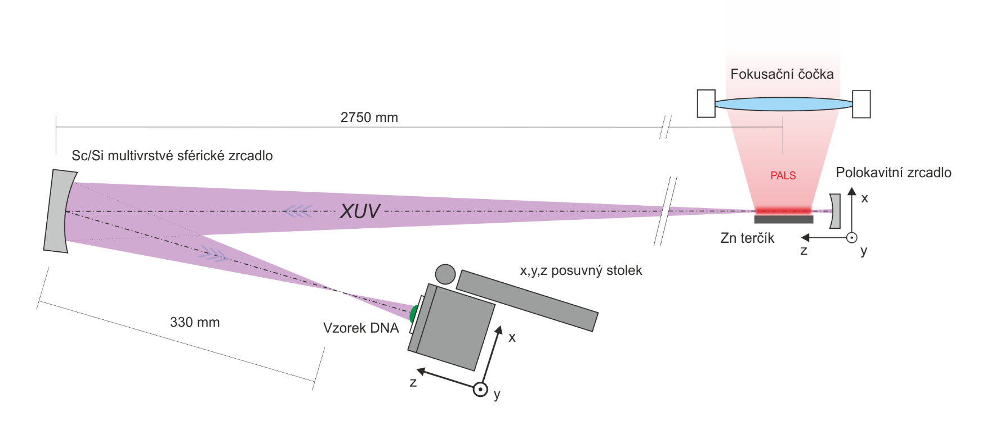 Fokusační čočka
2750 mm
Sc/Si multivrstvé sférické zrcadlo
PALS
Polokavitní zrcadlo
x
XUV
Zn terčík
z
y
x,y,z posuvný stolek
330 mm
Vzorek DNA
x
z
y